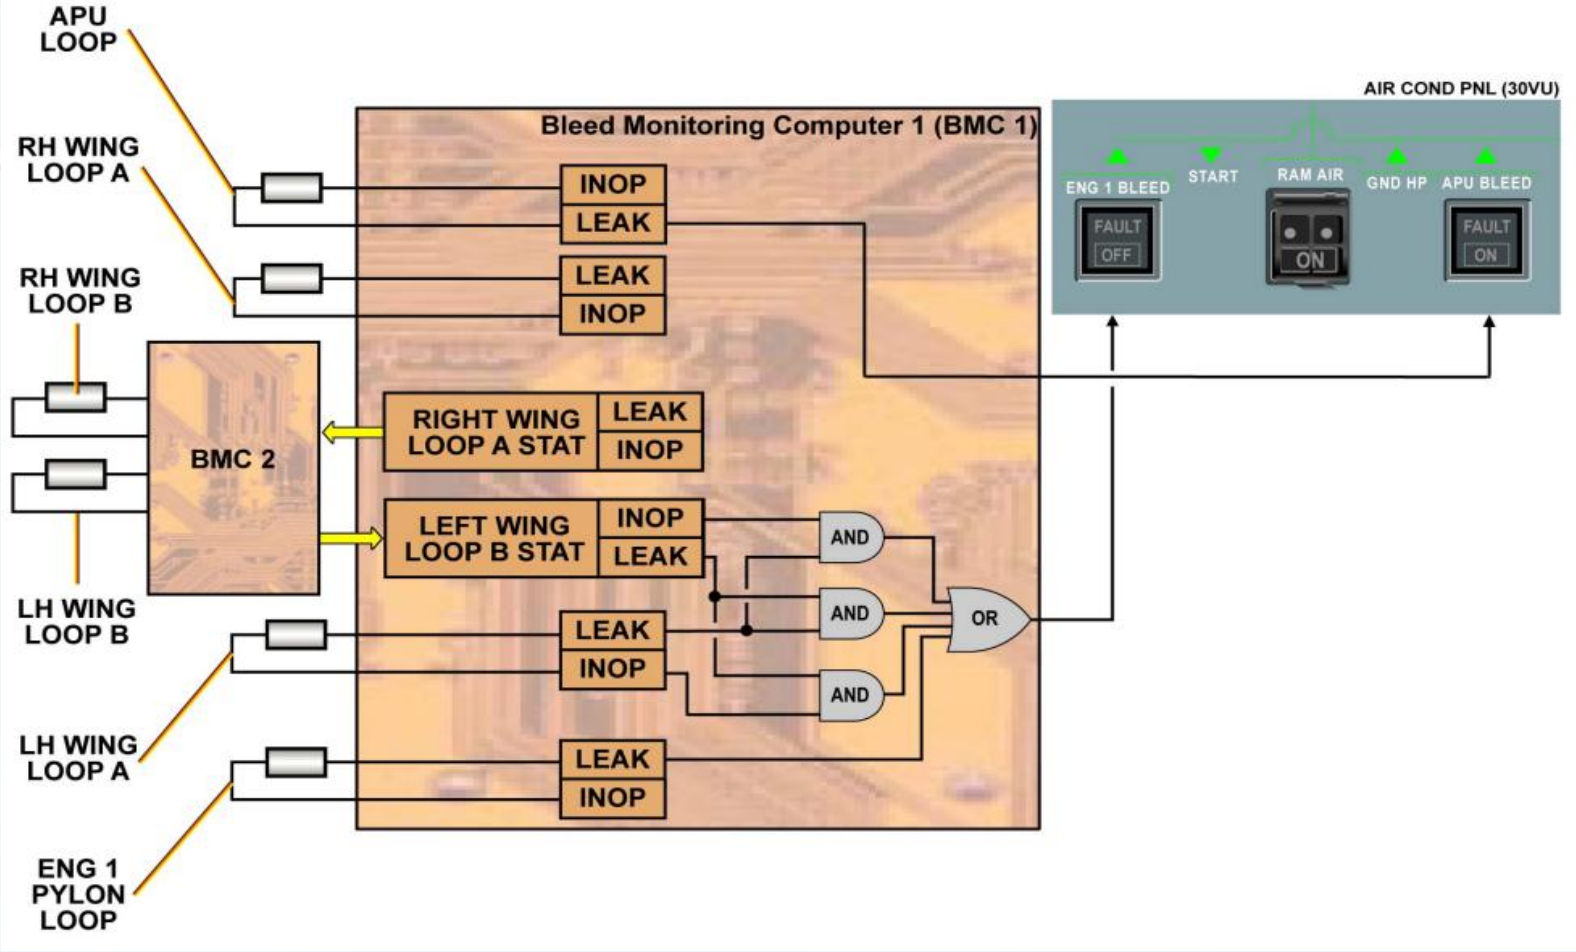 APU
LOOP
AIR COND PNL (30VU)
Bleed Monitoring Computer 1 (BMC 1)
RH WING
LOOP A
INOP
LEAK
ENG 1 BLEED
START
RAM AIR
GND HP
APU BLEED
FAULT
OFF
ON
FAULT
ON
RH WING
LOOP B
LEAK
INOP
BMC 2
RIGHT WING
LOOP A STAT
LEAK
INOP
LEFT WING
LOOP B STAT
INOP
LEAK
AND
AND
AND
OR
LH WING
LOOP B
LEAK
INOP
LH WING
LOOP A
LEAK
INOP
ENG 1
PYLON
LOOP